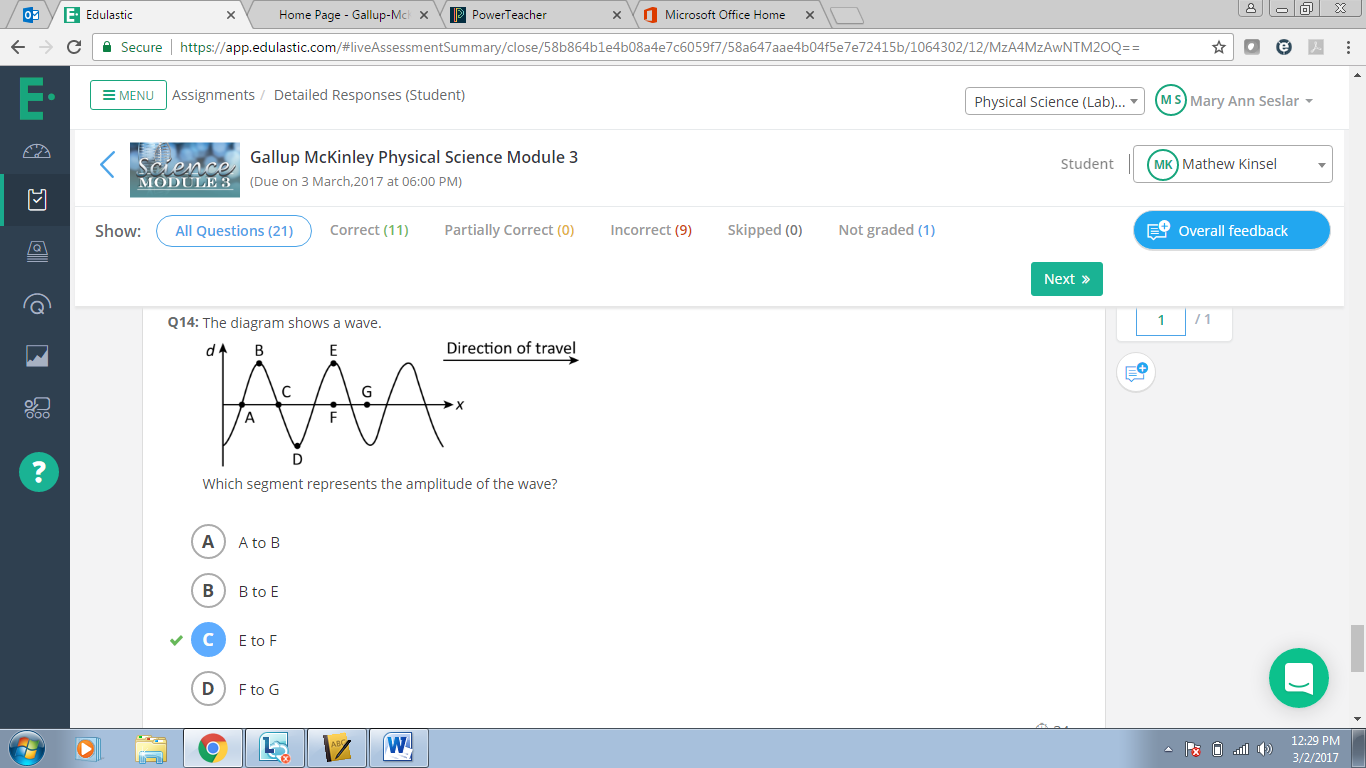 Edulastic
Home Page - Gallup-McK
PowerTeacher
Microsoft Office Home
Secure https://app.edulastic.com/#liveAssessmentSummary/close/58b864b1e4b08a4e7c6059f7/58a647aae4b04f5e7e72415b/1064302/12/MzA4MzAwNTM2OQ==
E
MENU Assignments / Detailed Responses (Student)
Physical Science (Lab)...
MS Mary Ann Seslar
Science
MODULE 3
Gallup McKinley Physical Science Module 3
(Due on 3 March,2017 at 06:00 PM)
Student
MK Mathew Kinsel
Show: All Questions (21) Correct (11) Partially Correct (0) Incorrect (9) Skipped (0) Not graded (1)
Overall feedback
Next »
1 / 1
Q14: The diagram shows a wave.
d B E Direction of travel
C G
x
A F
D
Which segment represents the amplitude of the wave?
A A to B
B B to E
C E to F
D F to G
?
ABC
W
12:29 PM
3/2/2017